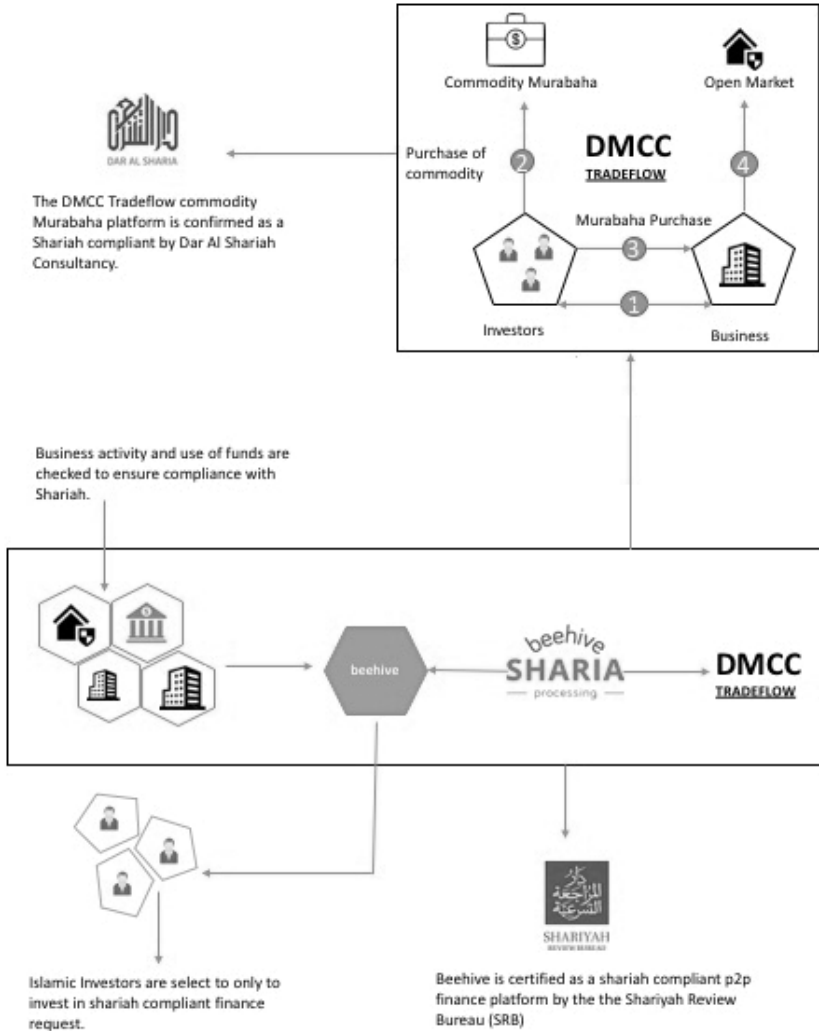 $
Commodity Murabaha
Open Market
DAR AL SHARIA
Purchase of
commodity
2
DMCC
TRADEFLOW
4
The DMCC Tradeflow commodity
Murabaha platform is confirmed as a
Shariah compliant by Dar Al Shariah
Consultancy.
Murabaha Purchase
3
1
Investors
Business
Business activity and use of funds are
checked to ensure compliance with
Shariah.
beehive
beehive
SHARIA
processing
DMCC
TRADEFLOW
دار
المراجعة
الشرعية
SHARIYAH
REVIEW BUREAU
Islamic Investors are select to only to
invest in shariah compliant finance
request.
Beehive is certified as a shariah compliant p2p
finance platform by the the Shariyah Review
Bureau (SRB)